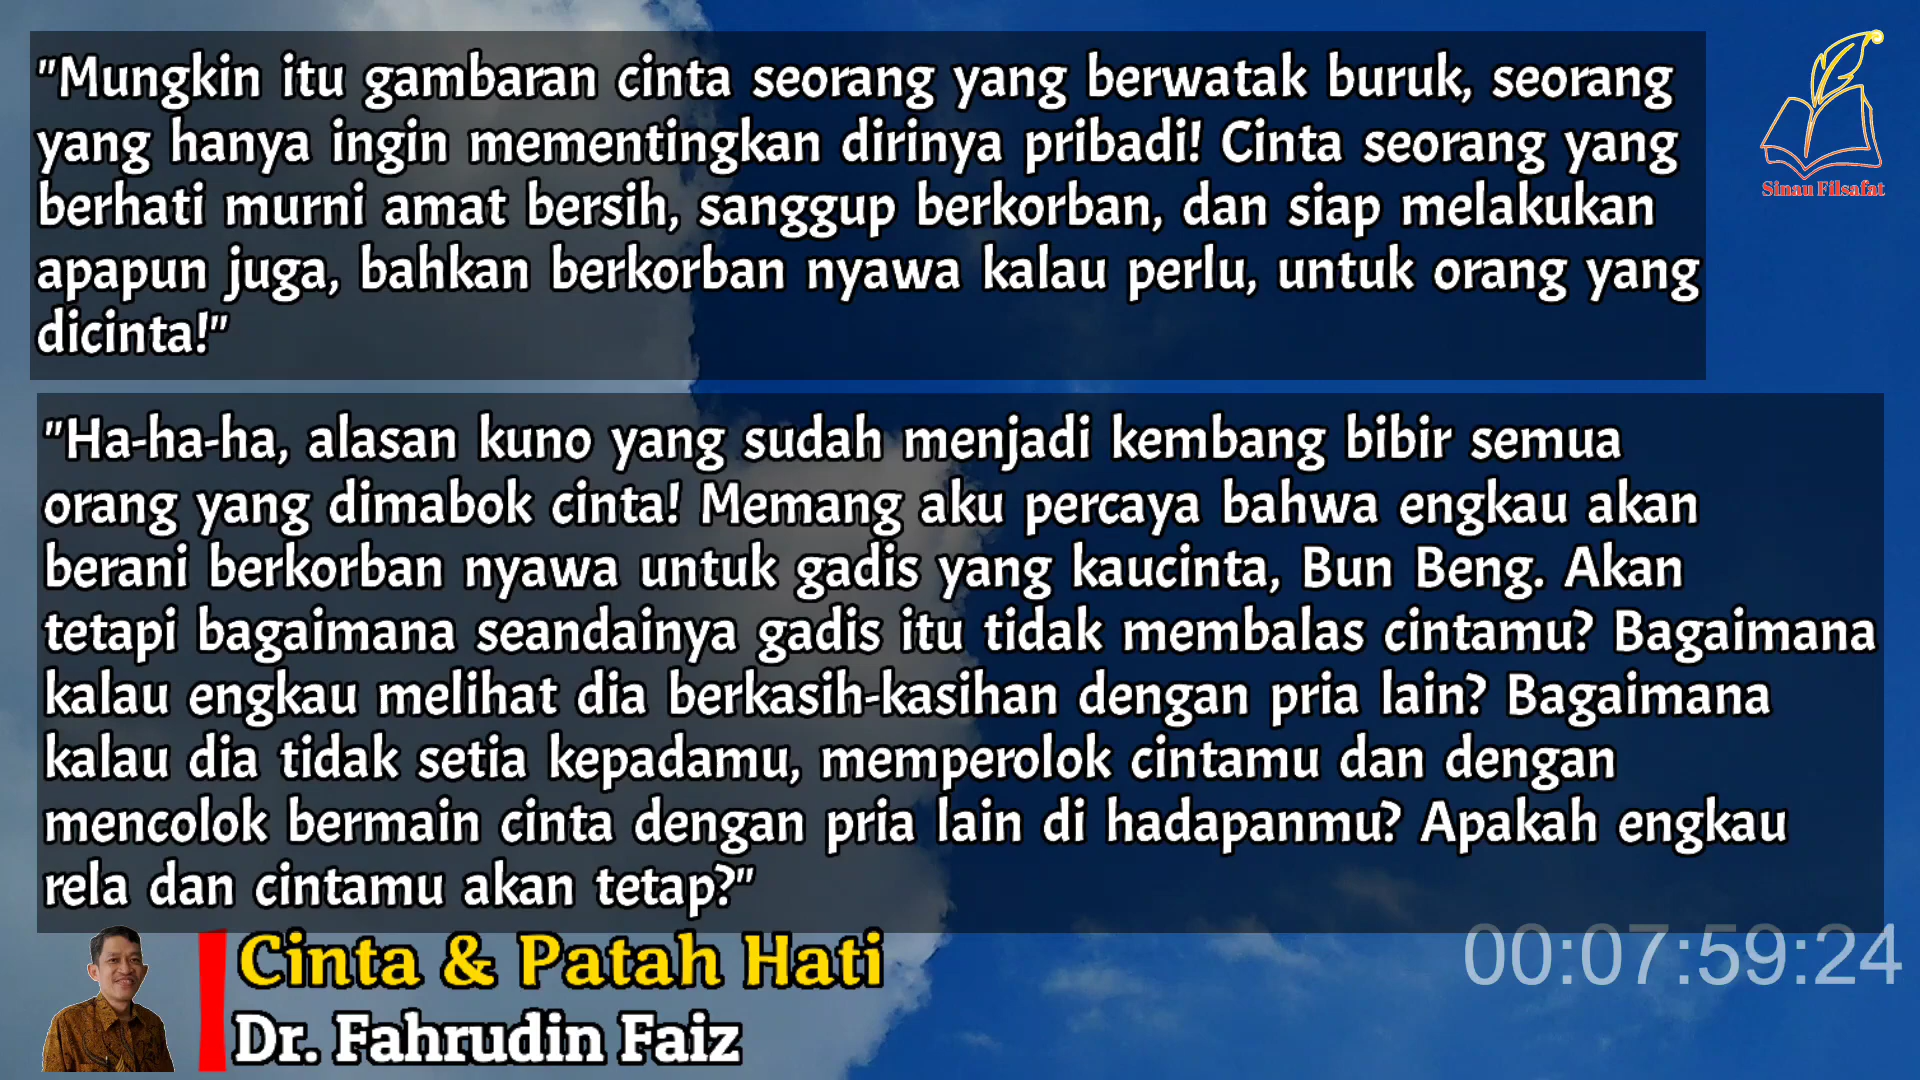 "Mungkin itu gambaran cinta seorang yang berwatak buruk, seorang
yang hanya ingin mementingkan dirinya pribadi! Cinta seorang yang
berhati murni amat bersih, sanggup berkorban, dan siap melakukan
apapun juga, bahkan berkorban nyawa kalau perlu, untuk orang yang
dicinta!"
Sinau Filsafat
"Ha-ha-ha, alasan kuno yang sudah menjadi kembang bibir semua
orang yang dimabok cinta! Memang aku percaya bahwa engkau akan
berani berkorban nyawa untuk gadis yang kaucinta, Bun Beng. Akan
tetapi bagaimana seandainya gadis itu tidak membalas cintamu? Bagaimana
kalau engkau melihat dia berkasih-kasihan dengan pria lain? Bagaimana
kalau dia tidak setia kepadamu, memperolok cintamu dan dengan
mencolok bermain cinta dengan pria lain di hadapanmu? Apakah engkau
rela dan cintamu akan tetap?"
Cinta & Patah Hati
Dr. Fahrudin Faiz
00:07:59:24